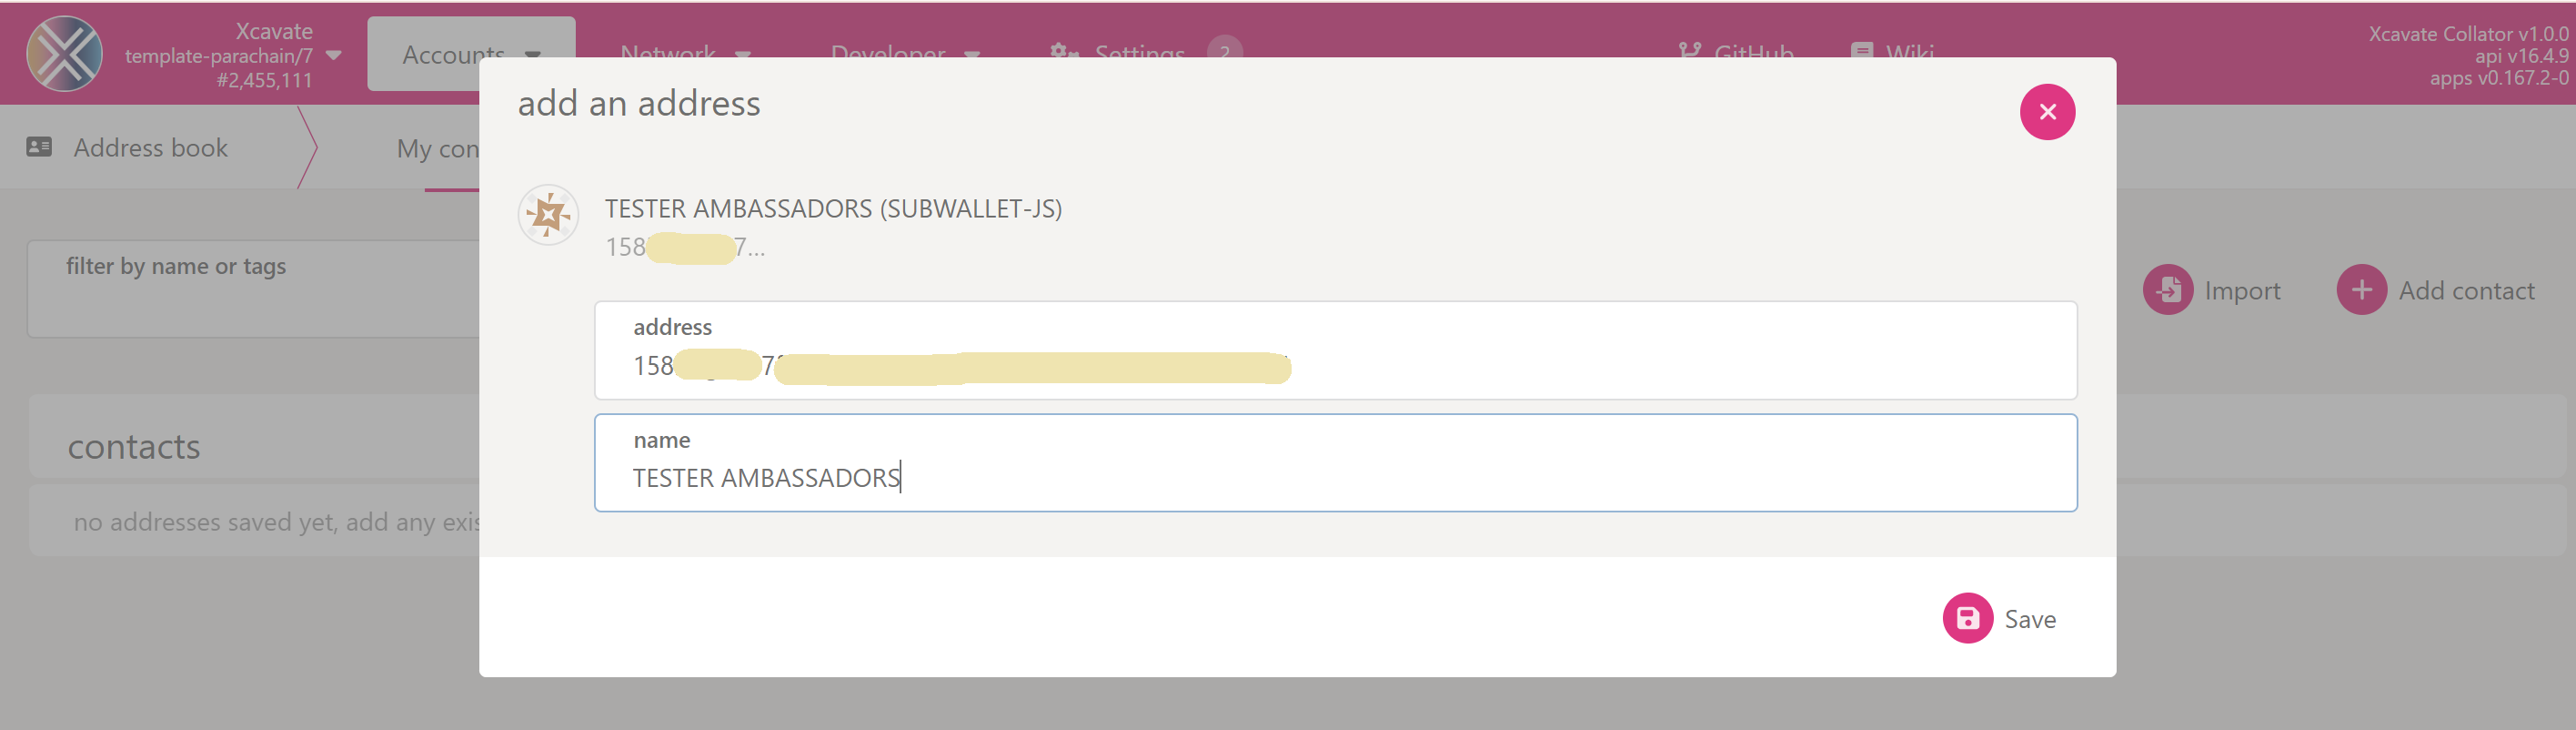 Xcavate
template-parachain/7
#2,455,111
Accounts
Network
Developer
Settings
2
GitHub
Wiki
Xcavate Collator v1.0.0
api v16.4.9
apps v0.167.2-0
Address book
My con
add an address
TESTER AMBASSADORS (SUBWALLET-JS)
158 7...
filter by name or tags
Import
Add contact
address
158 7
name
TESTER AMBASSADORS
contacts
no addresses saved yet, add any exis
Save